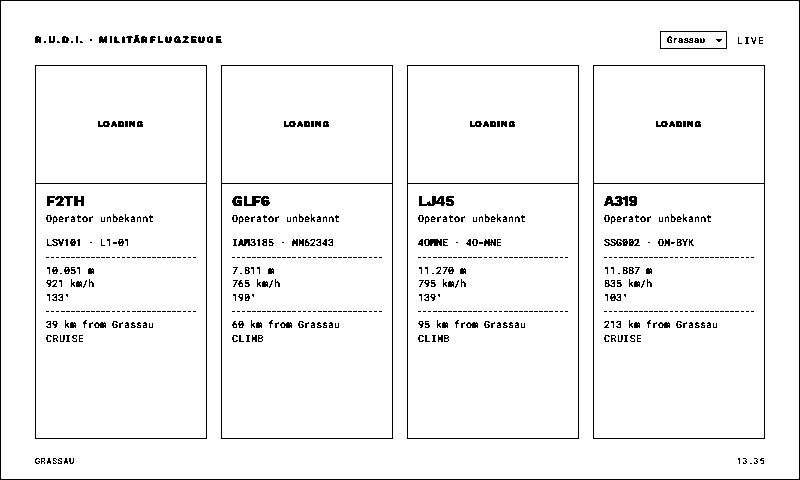 R.U.D.I. · MILITÄRFLUGZEUGE
Grassau
LIVE
LOADING
F2TH
Operator unbekannt
LSV101 · L1-01
10.051 m
921 km/h
133°
39 km from Grassau
CRUISE
LOADING
GLF6
Operator unbekannt
IAM3185 · MM62343
7.811 m
765 km/h
190°
60 km from Grassau
CLIMB
LOADING
LJ45
Operator unbekannt
4OMNE · 4O-MNE
11.270 m
795 km/h
139°
95 km from Grassau
CLIMB
LOADING
A319
Operator unbekannt
SSG002 · OM-BYK
11.887 m
835 km/h
103°
213 km from Grassau
CRUISE
GRASSAU
13.35